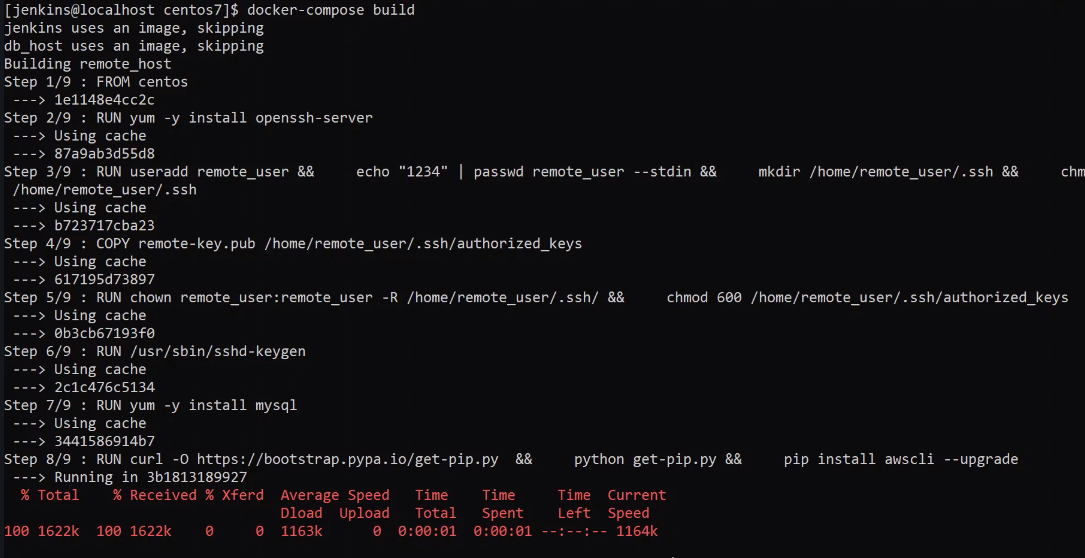 [jenkins@localhost centos7]$ docker-compose build
jenkins uses an image, skipping
db_host uses an image, skipping
Building remote_host
Step 1/9 : FROM centos
 ---> 1e1148e4cc2c
Step 2/9 : RUN yum -y install openssh-server
 ---> Using cache
 ---> 87a9ab3d55d8
Step 3/9 : RUN useradd remote_user &&     echo "1234" | passwd remote_user --stdin &&     mkdir /home/remote_user/.ssh &&     chm
 /home/remote_user/.ssh
 ---> Using cache
 ---> b723717cba23
Step 4/9 : COPY remote-key.pub /home/remote_user/.ssh/authorized_keys
 ---> Using cache
 ---> 617195d73897
Step 5/9 : RUN chown remote_user:remote_user -R /home/remote_user/.ssh/ &&     chmod 600 /home/remote_user/.ssh/authorized_keys
 ---> Using cache
 ---> 0b3cb67193f0
Step 6/9 : RUN /usr/sbin/sshd-keygen
 ---> Using cache
 ---> 2c1c476c5134
Step 7/9 : RUN yum -y install mysql
 ---> Using cache
 ---> 3441586914b7
Step 8/9 : RUN curl -O https://bootstrap.pypa.io/get-pip.py  &&     python get-pip.py &&     pip install awscli --upgrade
 ---> Running in 3b1813189927
  % Total    % Received % Xferd  Average Speed   Time    Time     Time  Current
                                 Dload  Upload   Total   Spent    Left  Speed
100 1622k  100 1622k    0     0  1163k      0  0:00:01  0:00:01 --:--:-- 1164k